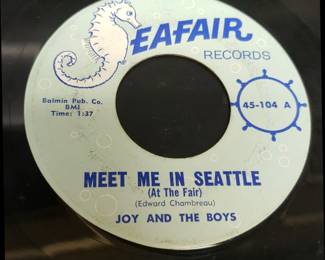 EAFAIR
RECORDS
Balmin Pub. Co.
BMI
Time: 1:37
45-104 A
MEET ME IN SEATTLE
(At The Fair)
(Edward Chambreau)
JOY AND THE BOYS